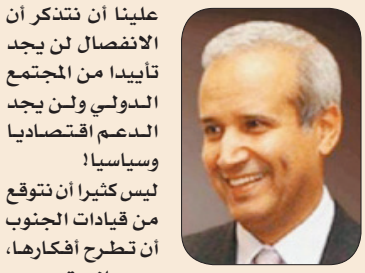 علينا أن نتذكر أن
الانفصال لن يجد
تأييدا من المجتمع
الدولي ولن يجد
الدعم اقتصاديا
وسياسيا!
ليس كثيرا أن نتوقع
من قيادات الجنوب
أن تطرح أفكارها،